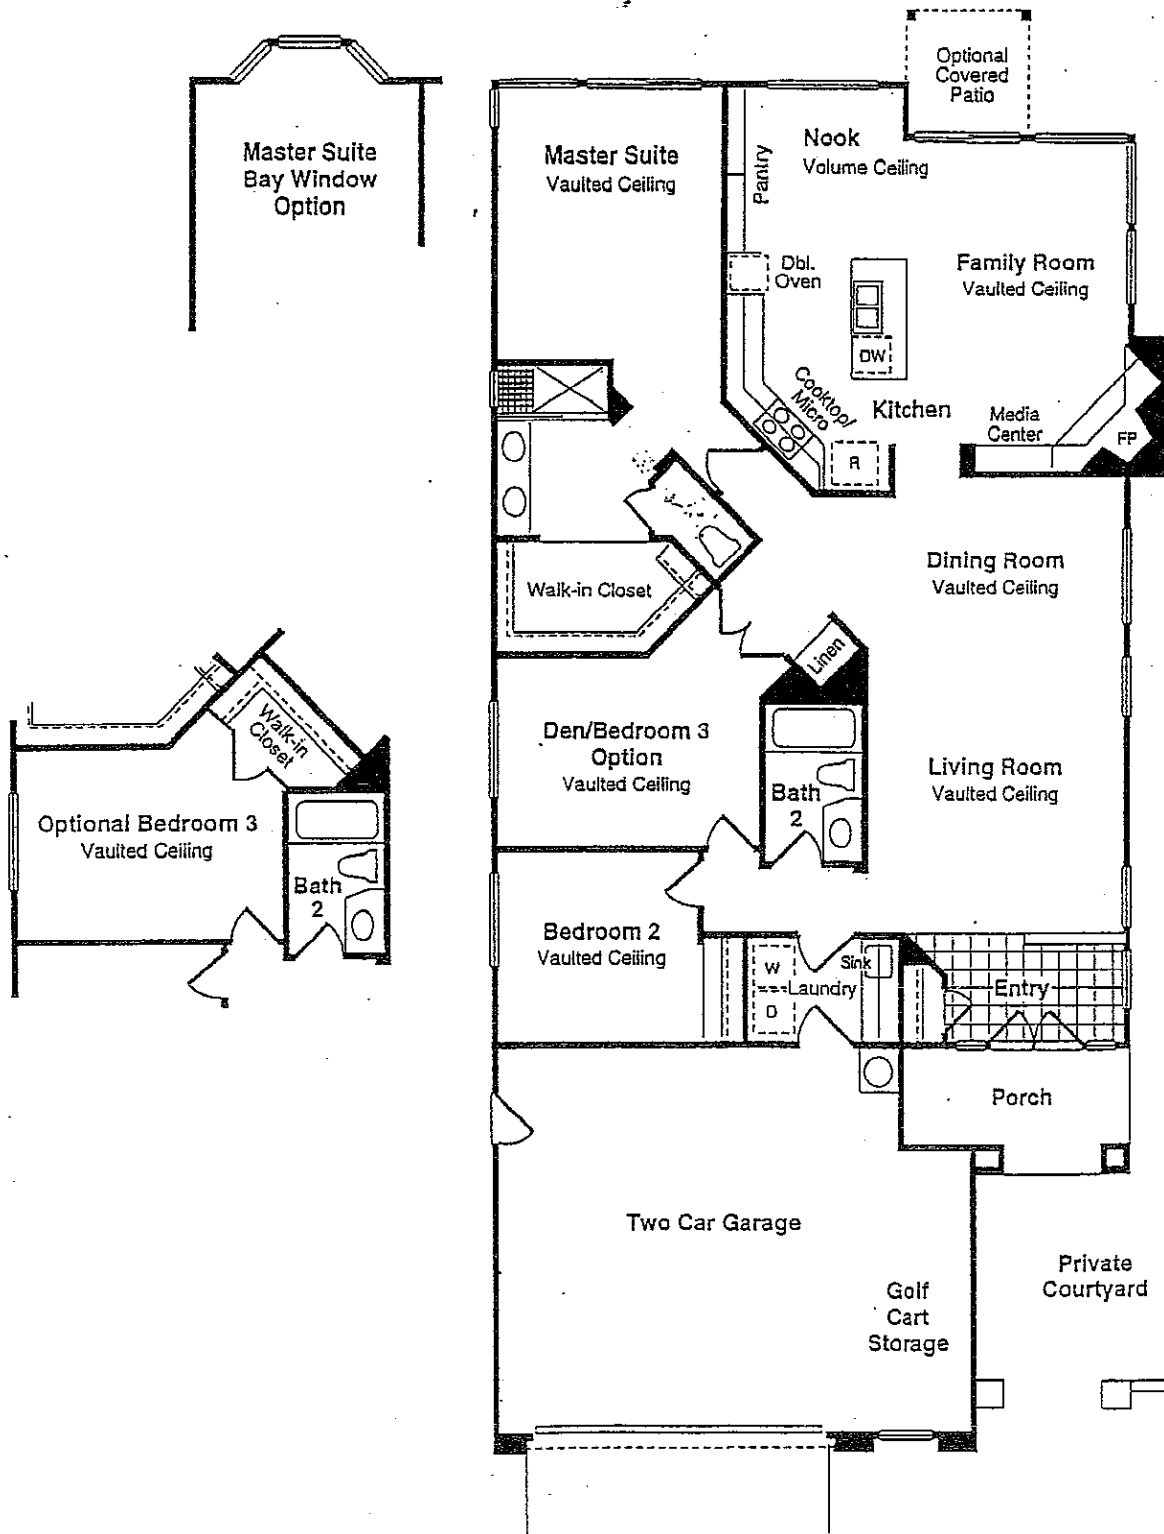 Optional
Covered
Patio
Master Suite
Bay Window
Option
Master Suite
Vaulted Ceiling
Pantry
Nook
Volume Ceiling
Dbl.
Oven
Family Room
Vaulted Ceiling
DW
Cooktop/
Micro
Kitchen
Media
Center
FP
R
Dining Room
Vaulted Ceiling
Walk-in Closet
Linen
Walk-in
Closet
Den/Bedroom 3
Option
Vaulted Ceiling
Bath
2
Living Room
Vaulted Ceiling
Optional Bedroom 3
Vaulted Ceiling
Bath
2
Bedroom 2
Vaulted Ceiling
W
D
Laundry
Sink
Entry
Porch
Two Car Garage
Golf
Cart
Storage
Private
Courtyard